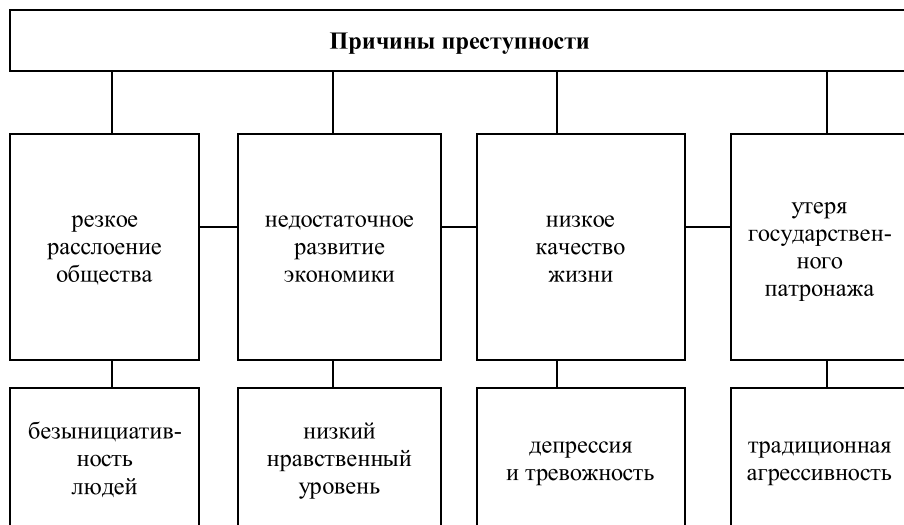 Причины преступности
резкое
расслоение
общества
недостаточное
развитие
экономики
низкое
качество
жизни
утеря
государствен-
ного
патронажа
безынициатив-
ность
людей
низкий
нравственный
уровень
депрессия
и тревожность
традиционная
агрессивность